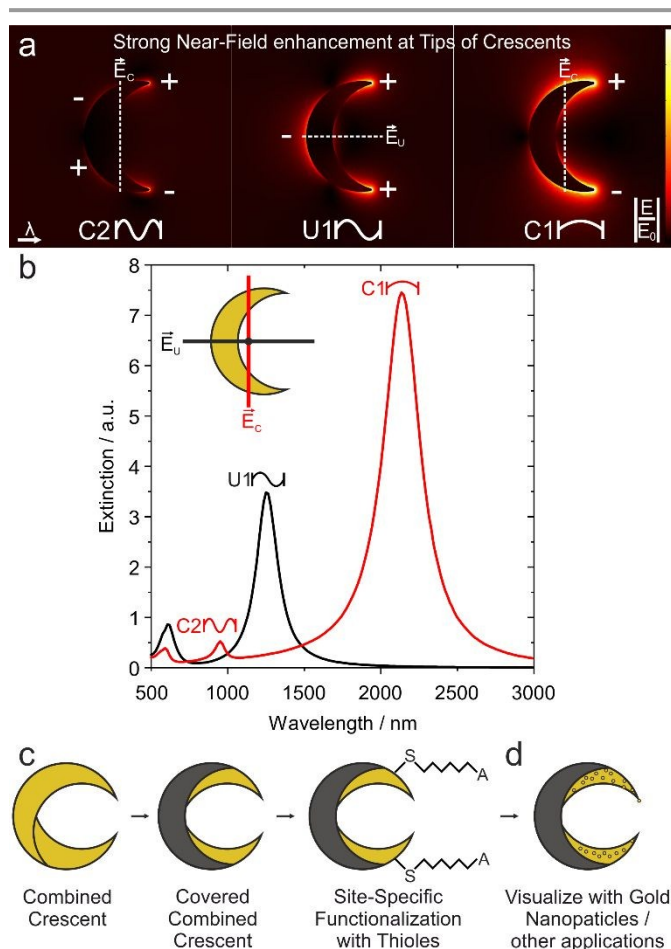 a
Strong Near-Field enhancement at Tips of Crescents
E⃗C
+
-
+
-
C2
λ
-
+
E⃗U
+
U1
E⃗C
+
-
C1
|E/E0|
b
8
7
6
5
4
3
2
1
0
Extinction / a.u.
E⃗U
E⃗C
C1
U1
C2
500 1000 1500 2000 2500 3000
Wavelength / nm
c
Combined
Crescent
Covered
Combined
Crescent
S
A
S
A
Site-Specific
Functionalization
with Thioles
d
Visualize with Gold
Nanopaticles /
other applications